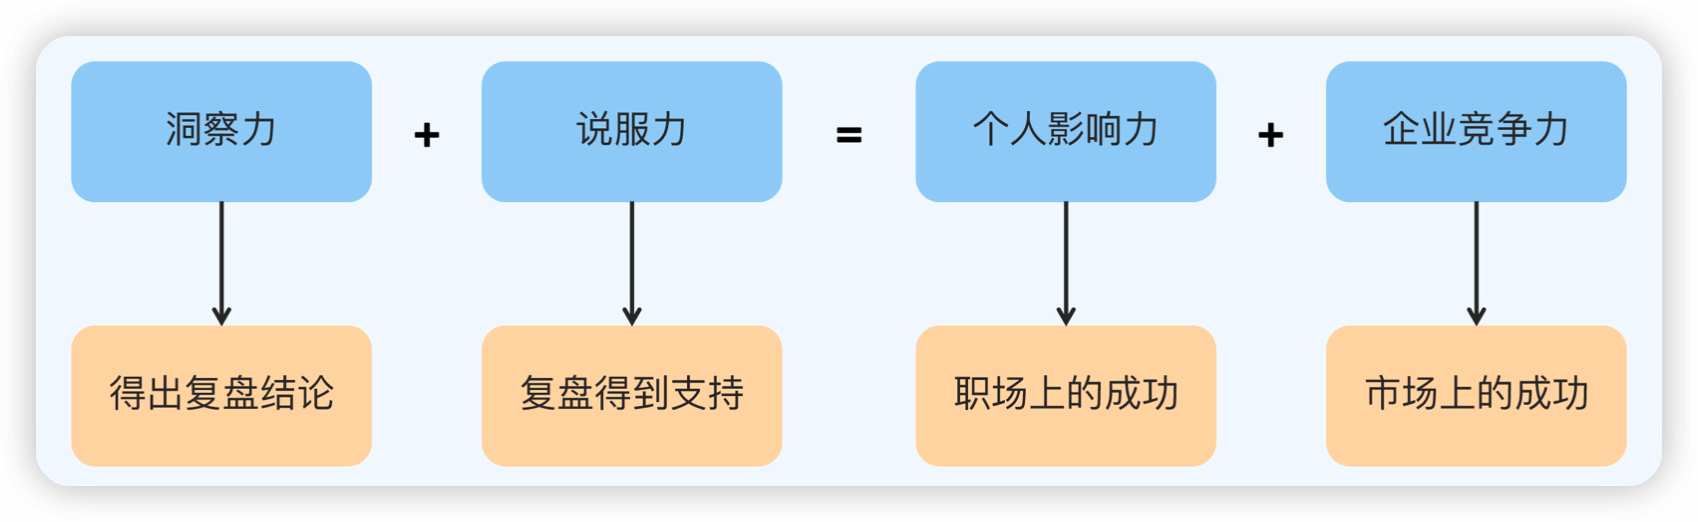 洞察力 + 说服力 = 个人影响力 + 企业竞争力
得出复盘结论 复盘得到支持 职场上的成功 市场上的成功